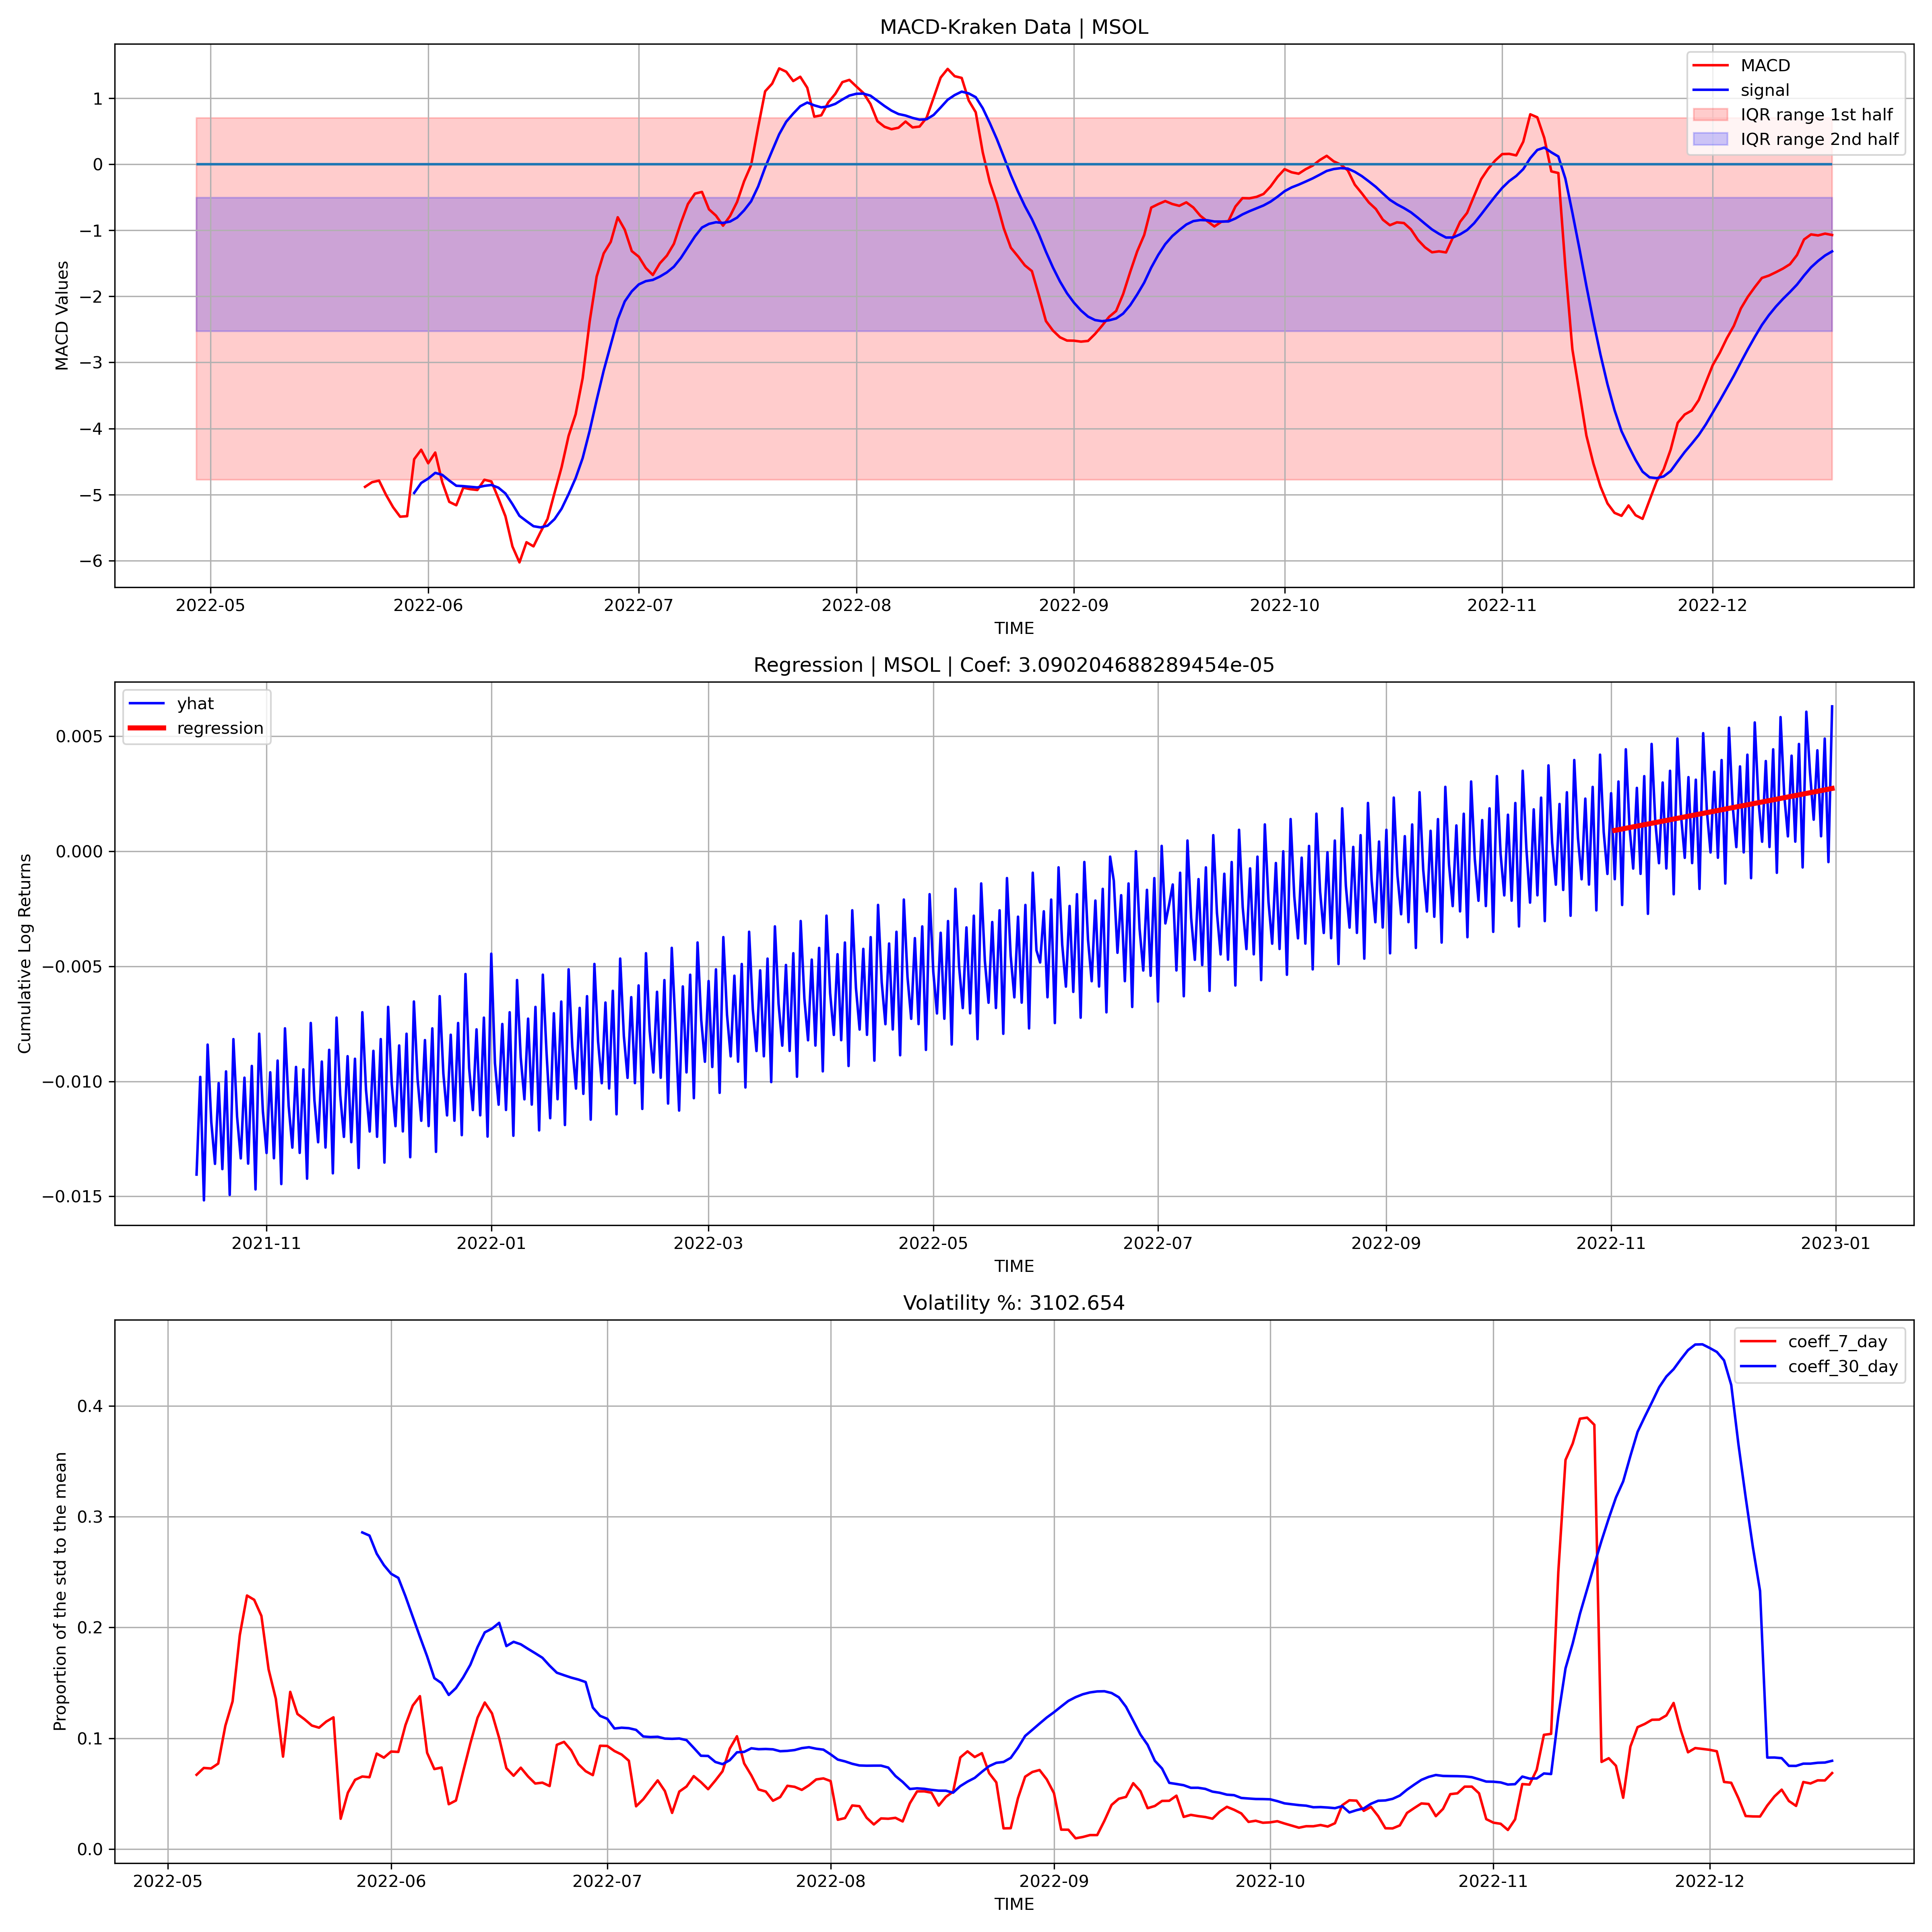 MACD-Kraken Data | MSOL
MACD
signal
IQR range 1st half
IQR range 2nd half
MACD Values
1
0
−1
−2
−3
−4
−5
−6
2022-05 2022-06 2022-07 2022-08 2022-09 2022-10 2022-11 2022-12
TIME
Regression | MSOL | Coef: 3.090204688289454e-05
yhat
regression
Cumulative Log Returns
0.005
0.000
−0.005
−0.010
−0.015
2021-11 2022-01 2022-03 2022-05 2022-07 2022-09 2022-11 2023-01
TIME
Volatility %: 3102.654
coeff_7_day
coeff_30_day
Proportion of the std to the mean
0.4
0.3
0.2
0.1
0.0
2022-05 2022-06 2022-07 2022-08 2022-09 2022-10 2022-11 2022-12
TIME